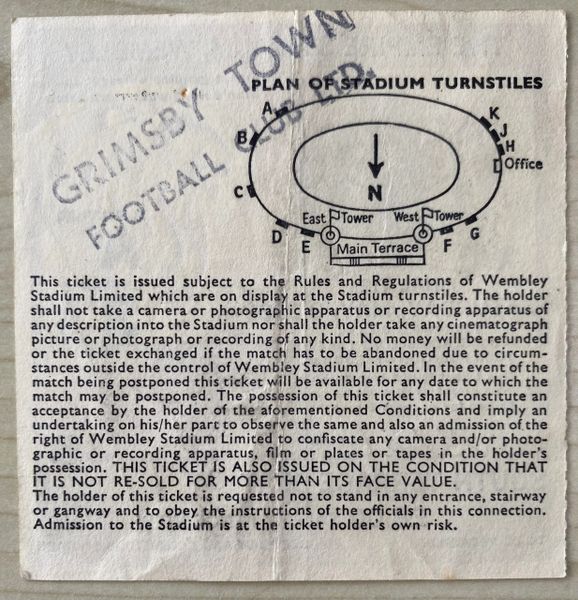 GRIMSBY TOWN
FOOTBALL CLUB LTD.
PLAN OF STADIUM TURNSTILES
A
B
C
D
E
K
J
H
Office
N
East Tower
West Tower
F
G
Main Terrace
This ticket is issued subject to the Rules and Regulations of Wembley
Stadium Limited which are on display at the Stadium turnstiles. The holder
shall not take a camera or photographic apparatus or recording apparatus of
any description into the Stadium nor shall the holder take any cinematograph
picture or photograph or recording of any kind. No money will be refunded
or the ticket exchanged if the match has to be abandoned due to circum-
stances outside the control of Wembley Stadium Limited. In the event of the
match being postponed this ticket will be available for any date to which the
match may be postponed. The possession of this ticket shall constitute an
acceptance by the holder of the aforementioned Conditions and imply an
undertaking on his/her part to observe the same and also an admission of the
right of Wembley Stadium Limited to confiscate any camera and/or photo-
graphic or recording apparatus, film or plates or tapes in the holder's
possession. THIS TICKET IS ALSO ISSUED ON THE CONDITION THAT
IT IS NOT RE-SOLD FOR MORE THAN ITS FACE VALUE.
The holder of this ticket is requested not to stand in any entrance, stairway
or gangway and to obey the instructions of the officials in this connection.
Admission to the Stadium is at the ticket holder's own risk.